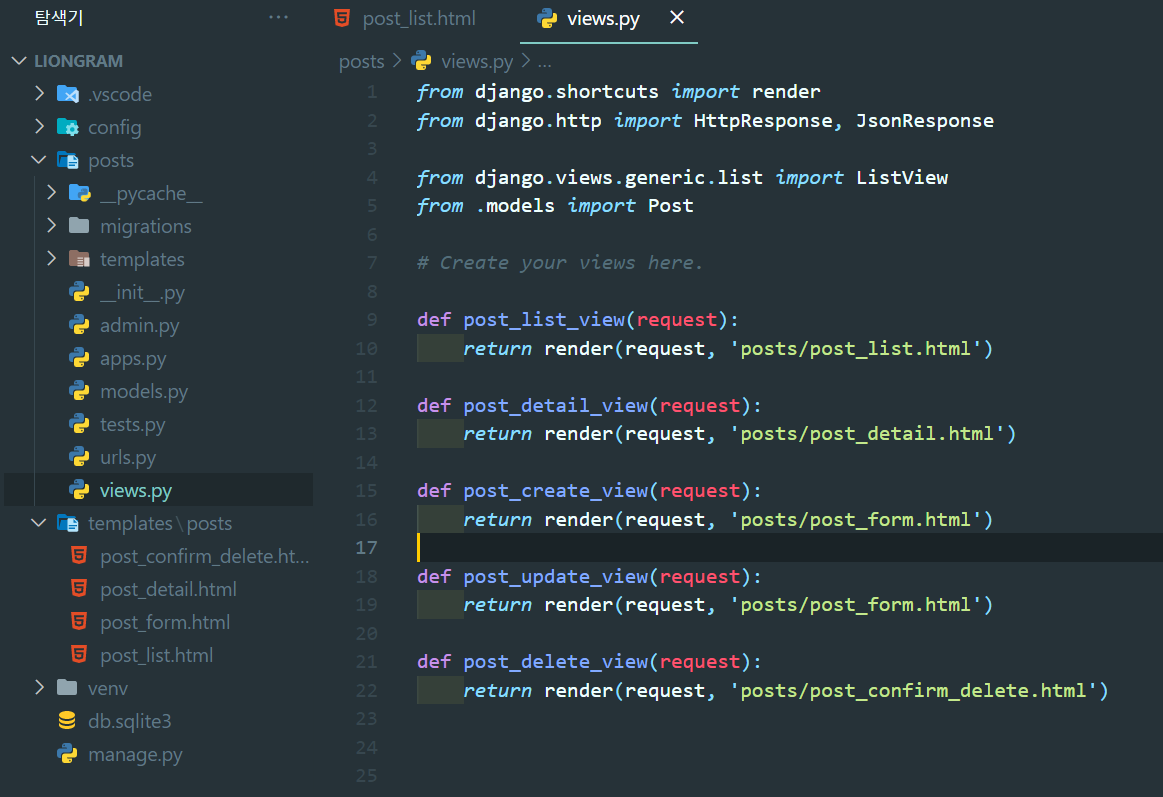 탐색기 ...
LIONGRAM
.vscode
config
posts
__pycache__
migrations
templates
__init__.py
admin.py
apps.py
models.py
tests.py
urls.py
views.py
templates\posts
post_confirm_delete.ht...
post_detail.html
post_form.html
post_list.html
venv
db.sqlite3
manage.py
post_list.html views.py ×
posts > views.py > ...
1 from django.shortcuts import render
2 from django.http import HttpResponse, JsonResponse
3
4 from django.views.generic.list import ListView
5 from .models import Post
6
7 # Create your views here.
8
9 def post_list_view(request):
10     return render(request, 'posts/post_list.html')
11
12 def post_detail_view(request):
13     return render(request, 'posts/post_detail.html')
14
15 def post_create_view(request):
16     return render(request, 'posts/post_form.html')
17
18 def post_update_view(request):
19     return render(request, 'posts/post_form.html')
20
21 def post_delete_view(request):
22     return render(request, 'posts/post_confirm_delete.html')
23
24
25